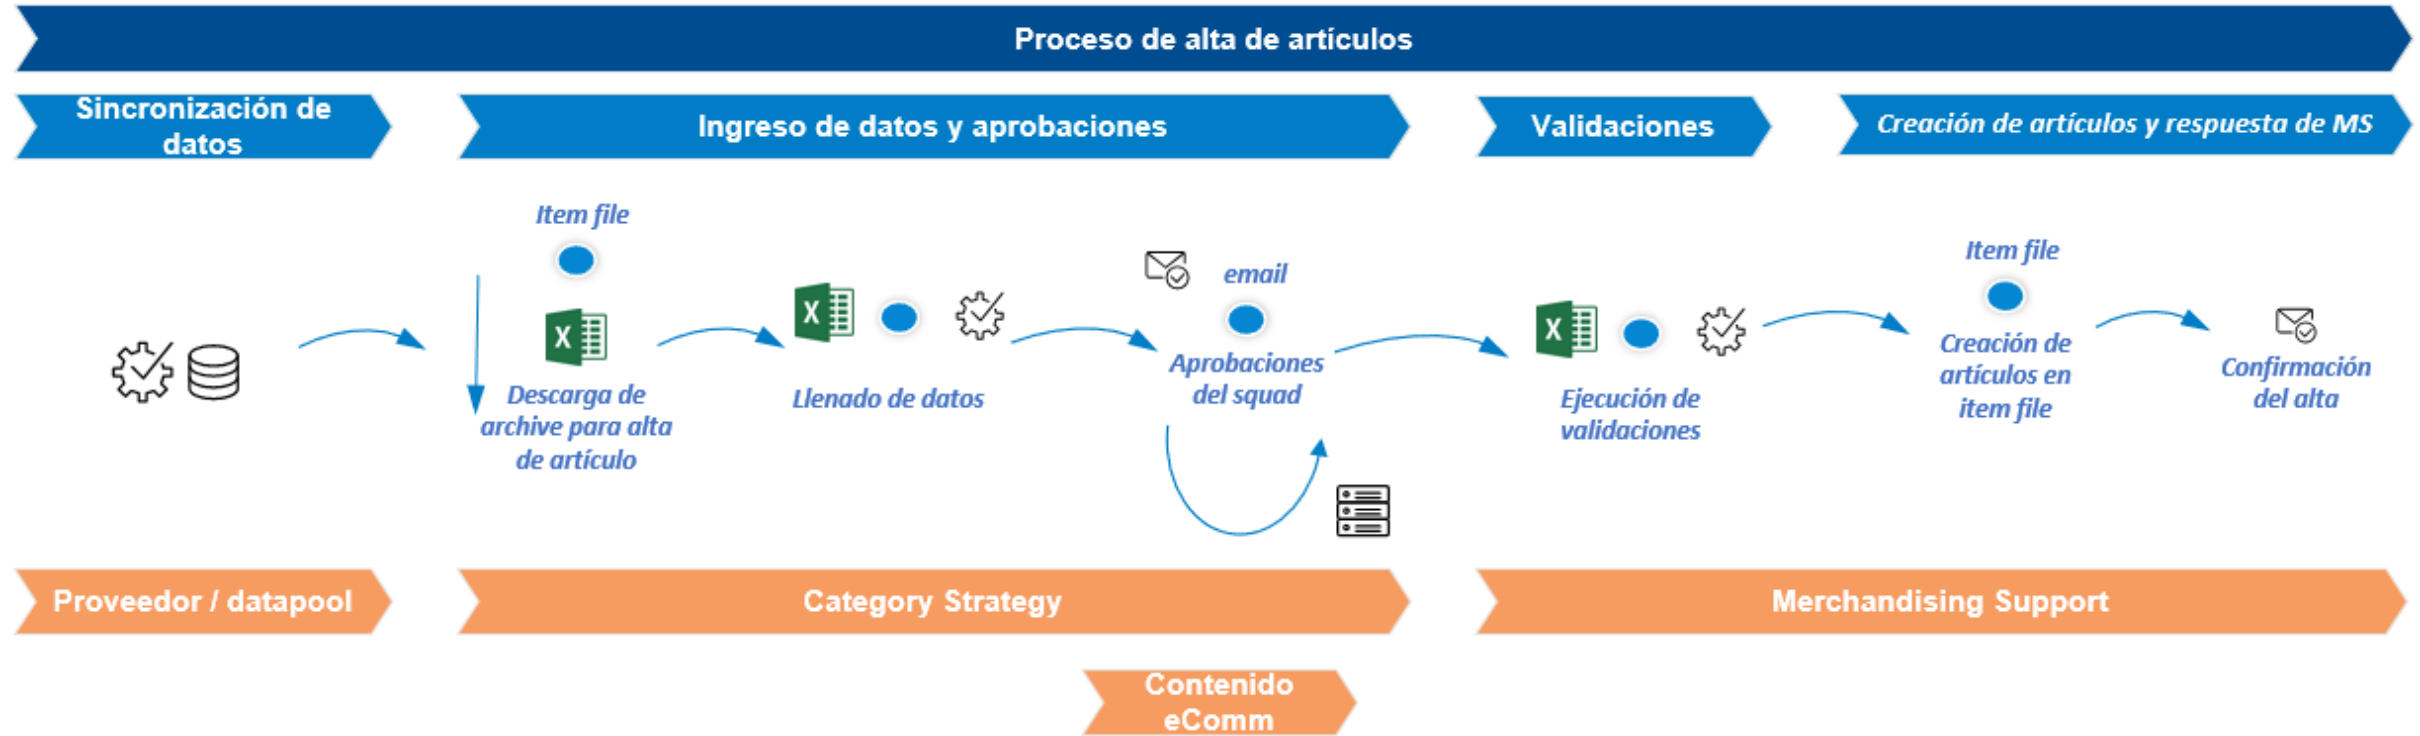 Proceso de alta de artículos
Sincronización de
datos
Ingreso de datos y aprobaciones
Validaciones
Creación de artículos y respuesta de MS
Item file
Descarga de
archive para alta
de artículo
X
X
Llenado de datos
email
Aprobaciones
del squad
X
Ejecución de
validaciones
Item file
Creación de
artículos en
item file
Confirmación
del alta
Proveedor / datapool
Category Strategy
Merchandising Support
Contenido
eComm